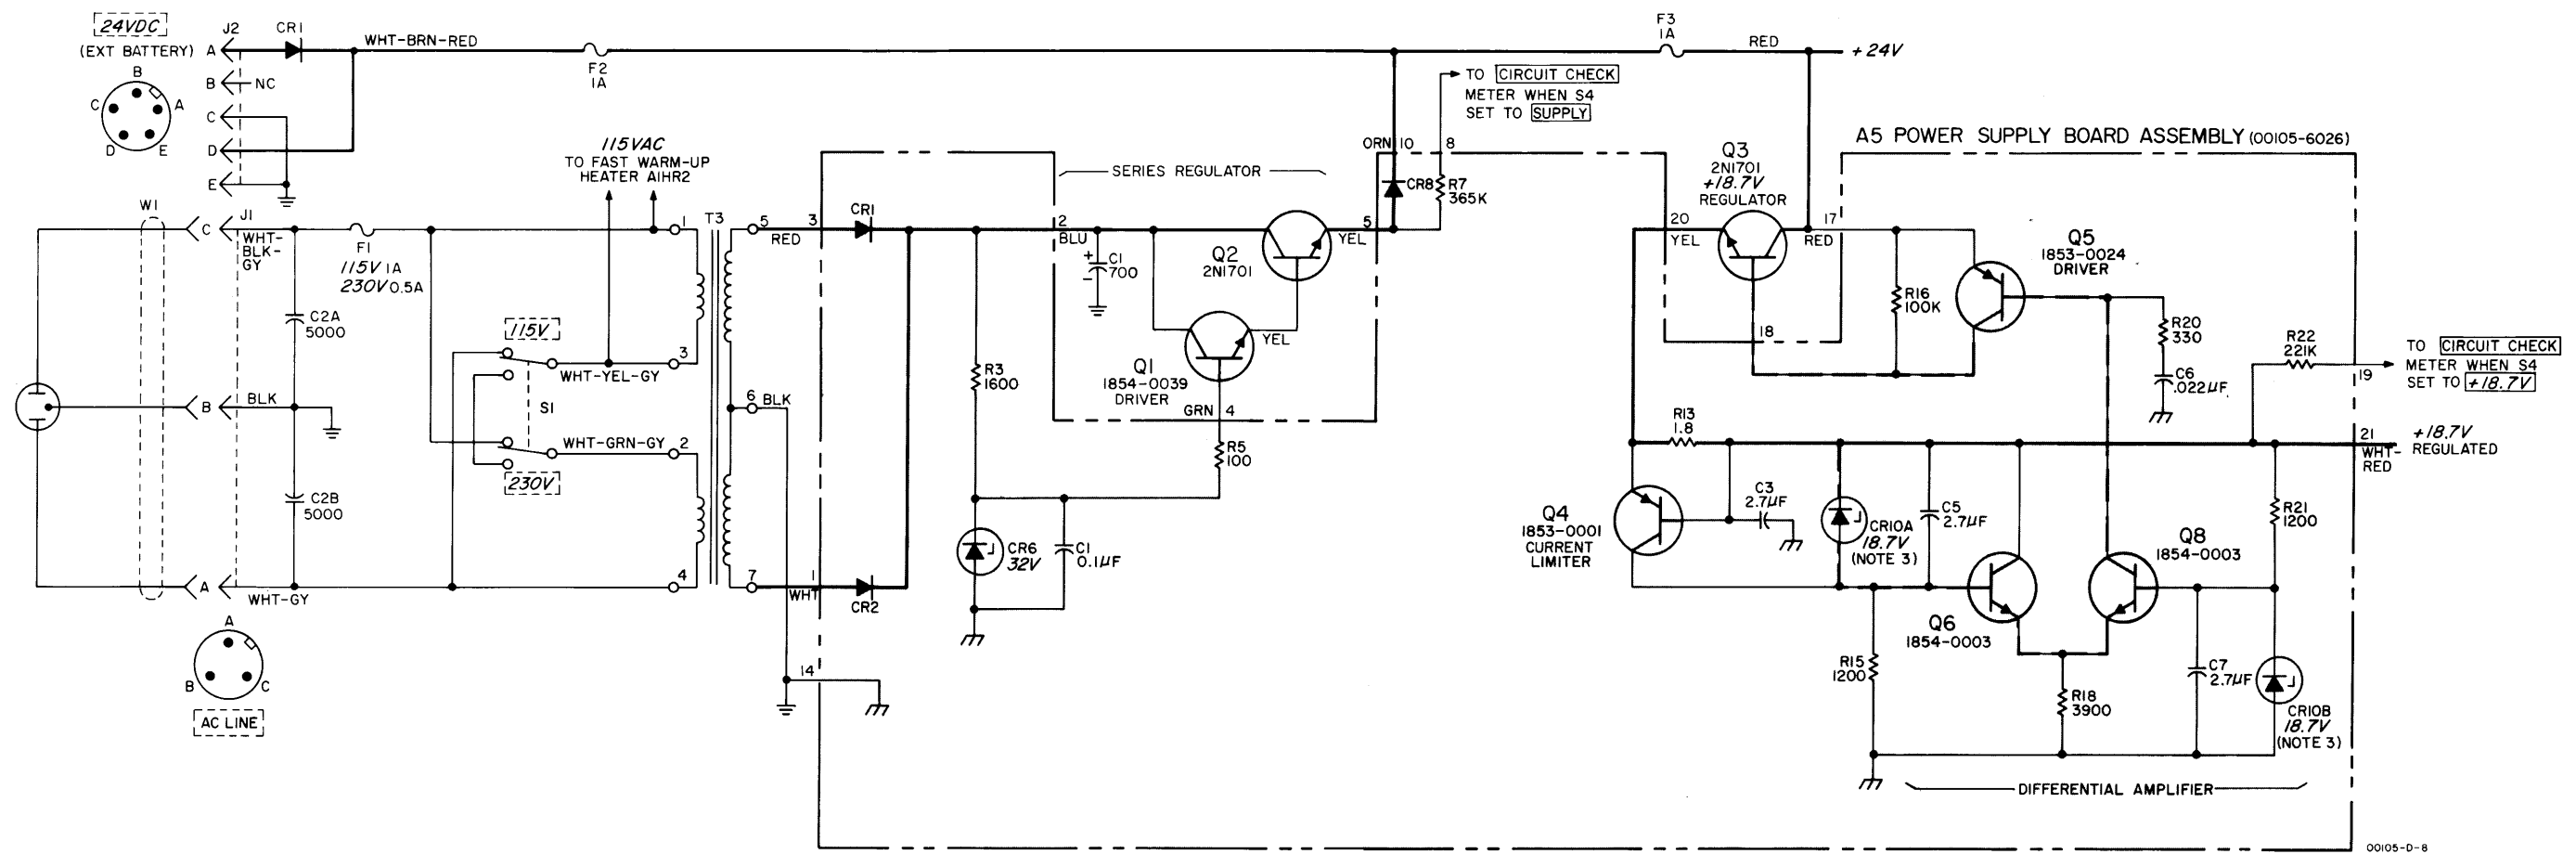 24VDC
(EXT BATTERY)
J2
CR1
A
B
NC
C
D
E
WHT-BRN-RED
F2
1A
F3
1A
RED
+24V
B
C
A
D
E
TO CIRCUIT CHECK
METER WHEN S4
SET TO SUPPLY
115VAC
TO FAST WARM-UP
HEATER A1HR2
A5 POWER SUPPLY BOARD ASSEMBLY (00105-6026)
SERIES REGULATOR
ORN 10
8
CR8
R7
365K
Q3
2N1701
+18.7V
REGULATOR
W1
C
J1
WHT-
BLK-
GY
F1
115V 1A
230V 0.5A
1
T3
5
RED
3
CR1
2
BLU
+
C1
700
-
Q2
2N1701
5
YEL
20
YEL
17
RED
Q5
1853-0024
DRIVER
R16
100K
18
C2A
5000
115V
3
WHT-YEL-GY
S1
R3
1600
Q1
1854-0039
DRIVER
YEL
GRN 4
R20
330
C6
.022µF
R22
221K
19
TO CIRCUIT CHECK
METER WHEN S4
SET TO +18.7V
B
BLK
6 BLK
WHT-GRN-GY 2
230V
R5
100
R13
1.8
21
WHT-
RED
+18.7V
REGULATED
C2B
5000
Q4
1853-0001
CURRENT
LIMITER
C3
2.7µF
CR10A
18.7V
(NOTE 3)
C5
2.7µF
Q8
1854-0003
R21
1200
CR6
32V
C1
0.1µF
A
WHT-GY
4
7
WHT
1
CR2
Q6
1854-0003
R15
1200
R18
3900
C7
2.7µF
CR10B
18.7V
(NOTE 3)
14
A
B
C
AC LINE
DIFFERENTIAL AMPLIFIER
00105-D-8